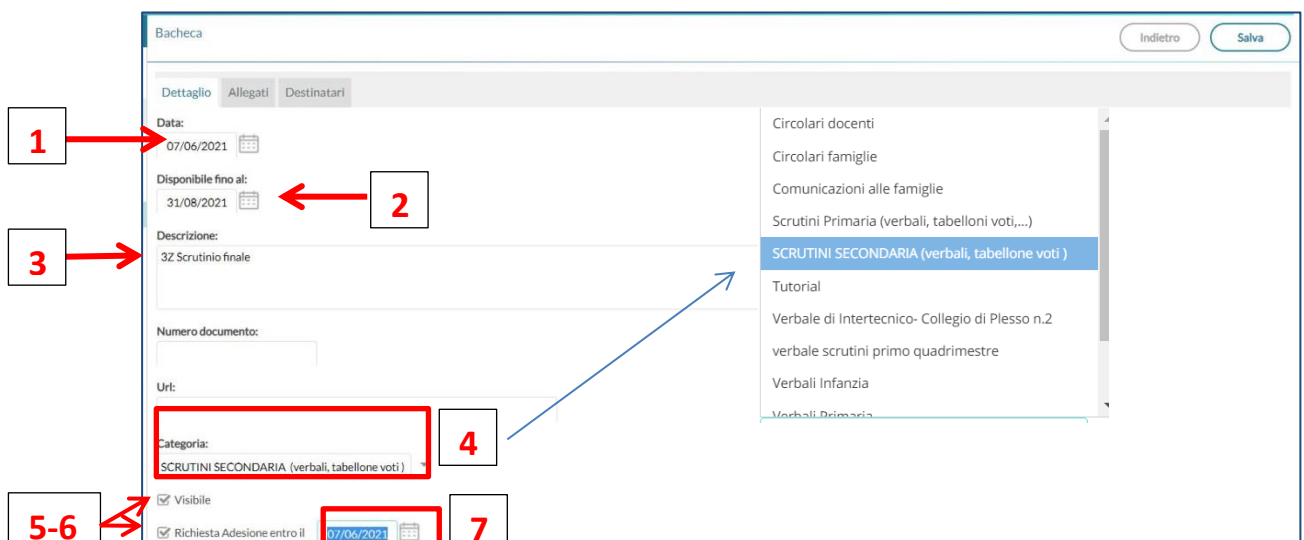 Bacheca
Indietro
Salva
Dettaglio
Allegati
Destinatari
1
Data:
07/06/2021
Disponibile fino al:
31/08/2021
2
3
Descrizione:
3Z Scrutinio finale
Numero documento:
Url:
Categoria:
SCRUTINI SECONDARIA (verbali, tabellone voti )
4
5-6
Visibile
Richiesta Adesione entro il
07/06/2021
7
Circolari docenti
Circolari famiglie
Comunicazioni alle famiglie
Scrutini Primaria (verbali, tabelloni voti,...)
SCRUTINI SECONDARIA (verbali, tabellone voti )
Tutorial
Verbale di Intertecnico- Collegio di Plesso n.2
verbale scrutini primo quadrimestre
Verbali Infanzia
Verbali Primaria